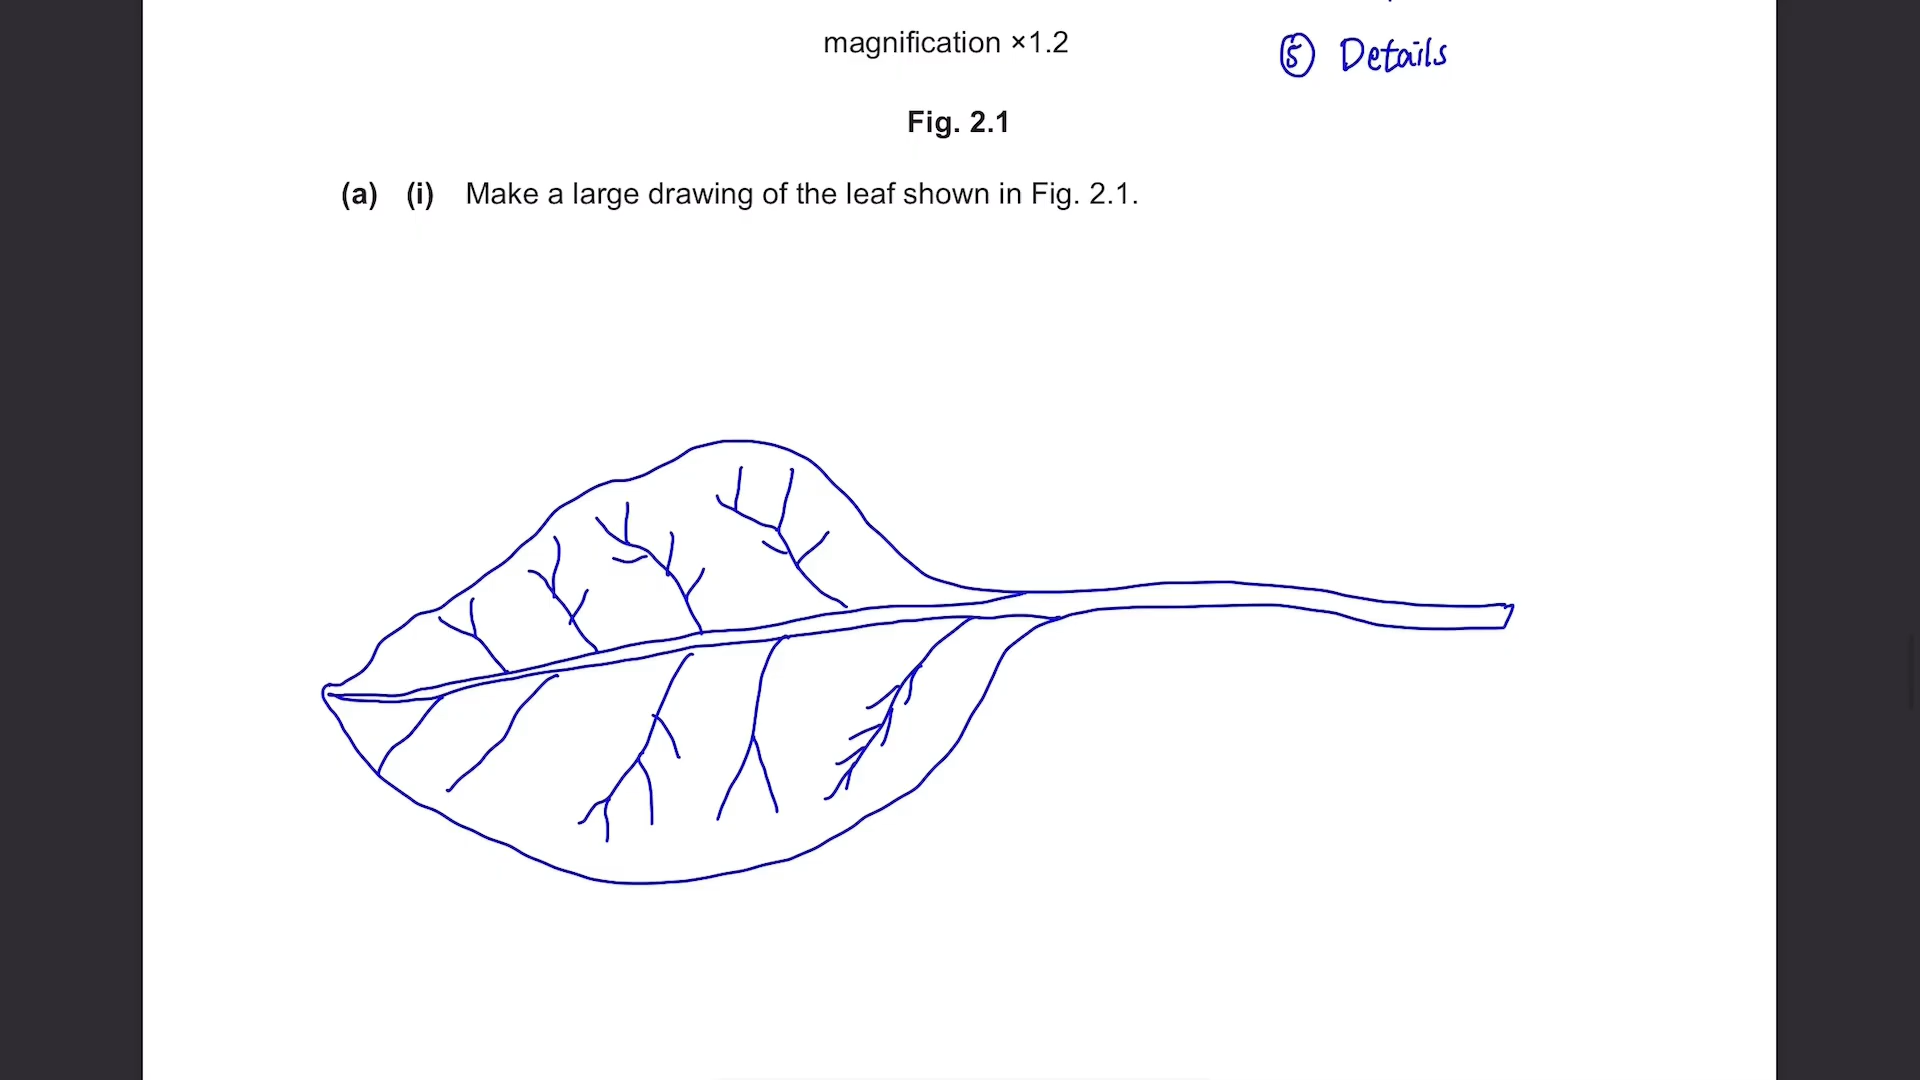 magnification ×1.2
⑤ Details
Fig. 2.1
(a) (i) Make a large drawing of the leaf shown in Fig. 2.1.